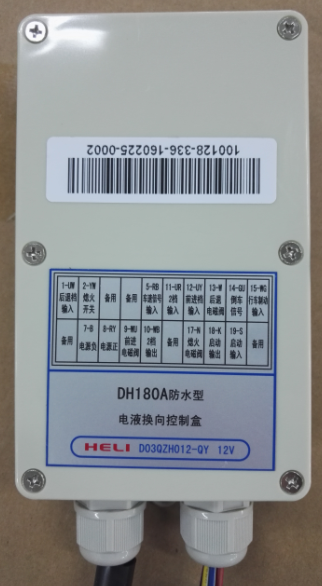 100128-336-160225-0002
1-UW 后退档 输入
2-YW 熄火 开关
备用
备用
5-RB 车速信号 输入
11-UR 2档 输入
12-UY 前进档 输入
13-W 后退 电磁阀
14-GU 倒车 信号
15-WG 行车制动 输入
备用
7-B 电源负
8-RY 电源正
9-WU 前进 电磁阀
10-WB 2档 输出
备用
17-N 熄火 电磁阀
18-K 启动 输出
19-S 启动 输入
备用
DH180A防水型
电液换向控制盒
HELI D03QZH012-QY 12V